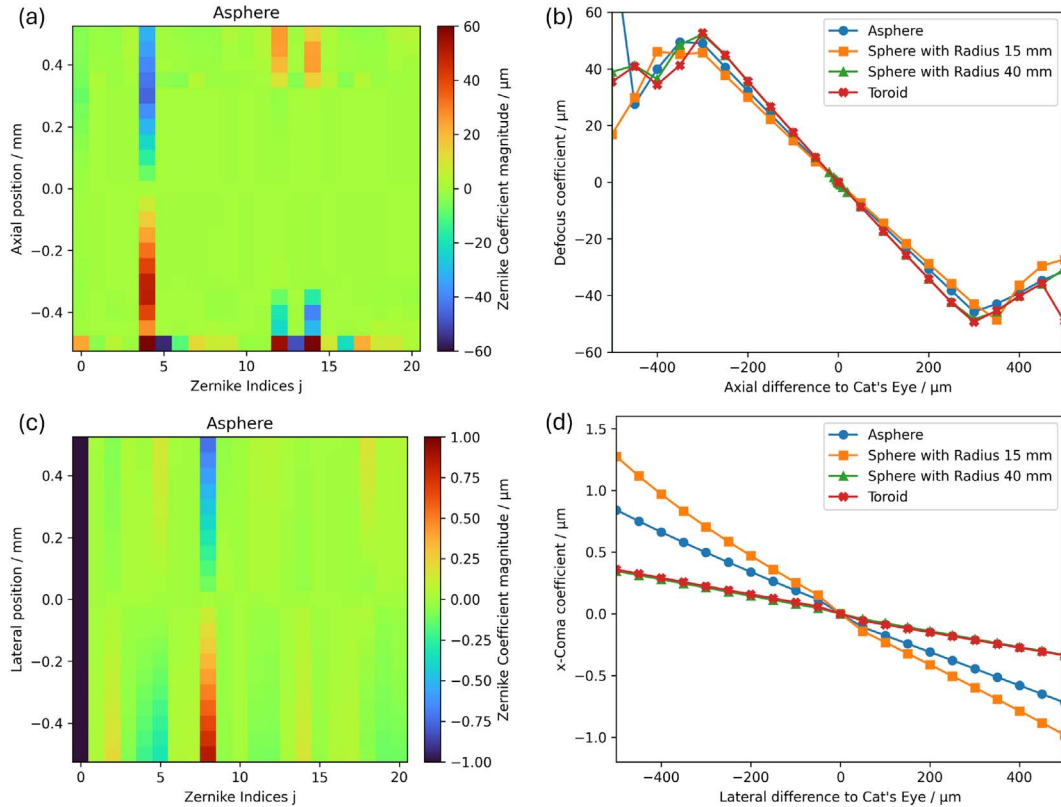 (a)
Asphere
0.4
0.2
0.0
−0.2
−0.4
Axial position / mm
0
5
10
15
20
Zernike Indices j
60
40
20
0
−20
−40
−60
Zernike Coefficient magnitude / μm
(b)
60
40
20
0
−20
−40
−60
Defocus coefficient / μm
Asphere
Sphere with Radius 15 mm
Sphere with Radius 40 mm
Toroid
−400
−200
0
200
400
Axial difference to Cat's Eye / μm
(c)
Asphere
0.4
0.2
0.0
−0.2
−0.4
Lateral position / mm
0
5
10
15
20
Zernike Indices j
1.00
0.75
0.50
0.25
0.00
−0.25
−0.50
−0.75
−1.00
Zernike Coefficient magnitude / μm
(d)
1.5
1.0
0.5
0.0
−0.5
−1.0
x-Coma coefficient / μm
Asphere
Sphere with Radius 15 mm
Sphere with Radius 40 mm
Toroid
−400
−200
0
200
400
Lateral difference to Cat's Eye / μm